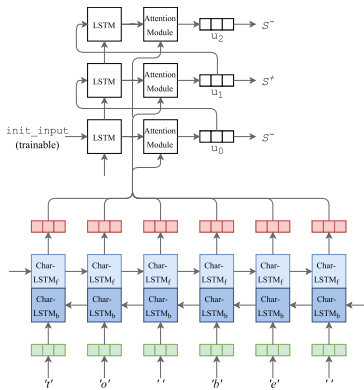 LSTM Attention Module u2 S-
LSTM Attention Module u1 S+
init_input (trainable) LSTM Attention Module u0 S-
Char-LSTMf Char-LSTMf Char-LSTMf Char-LSTMf Char-LSTMf Char-LSTMf
Char-LSTMb Char-LSTMb Char-LSTMb Char-LSTMb Char-LSTMb Char-LSTMb
't' 'o' ' ' 'b' 'e' ' '